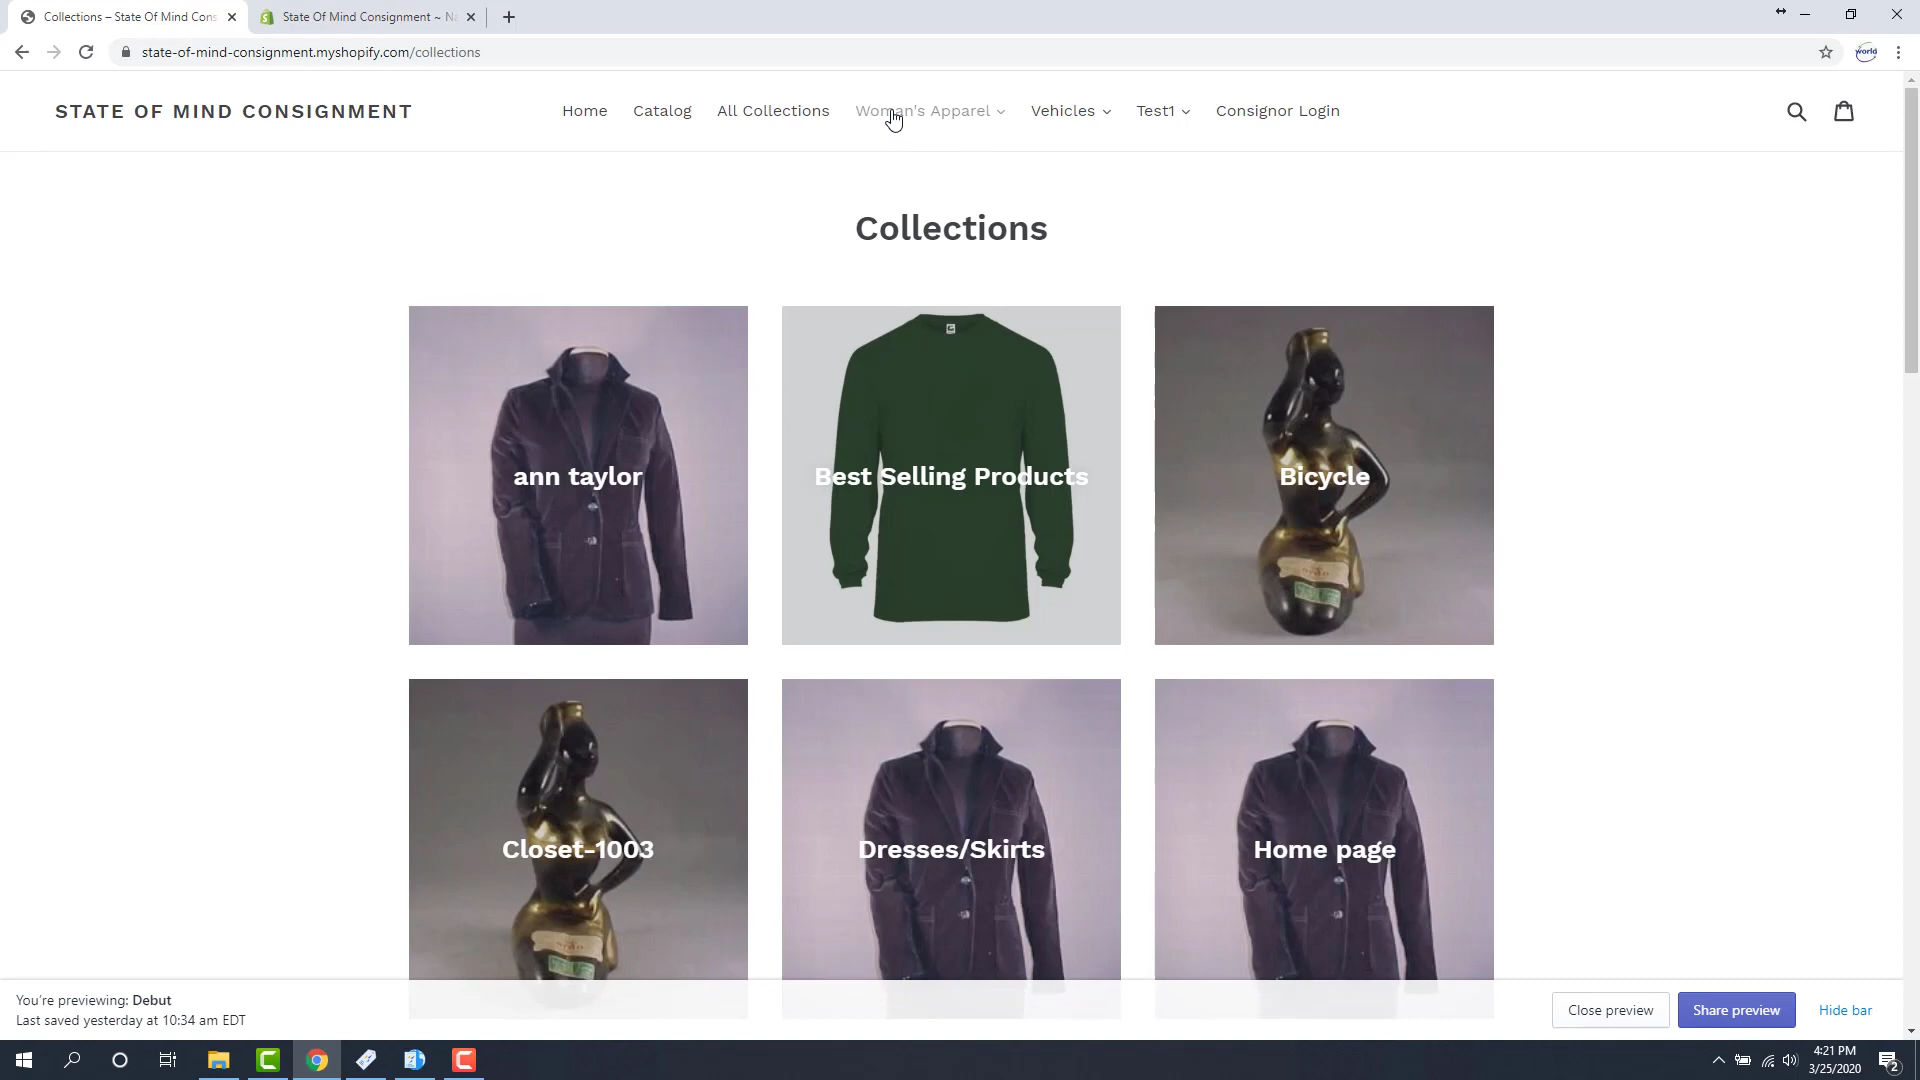 Collections – State Of Mind Cons
State Of Mind Consignment ~ Na
state-of-mind-consignment.myshopify.com/collections
world
STATE OF MIND CONSIGNMENT
Home
Catalog
All Collections
Woman's Apparel
Vehicles
Test1
Consignor Login
Collections
ann taylor
Best Selling Products
Bicycle
Closet-1003
Dresses/Skirts
Home page
You're previewing: Debut
Last saved yesterday at 10:34 am EDT
Close preview
Share preview
Hide bar
4:21 PM
3/25/2020
2